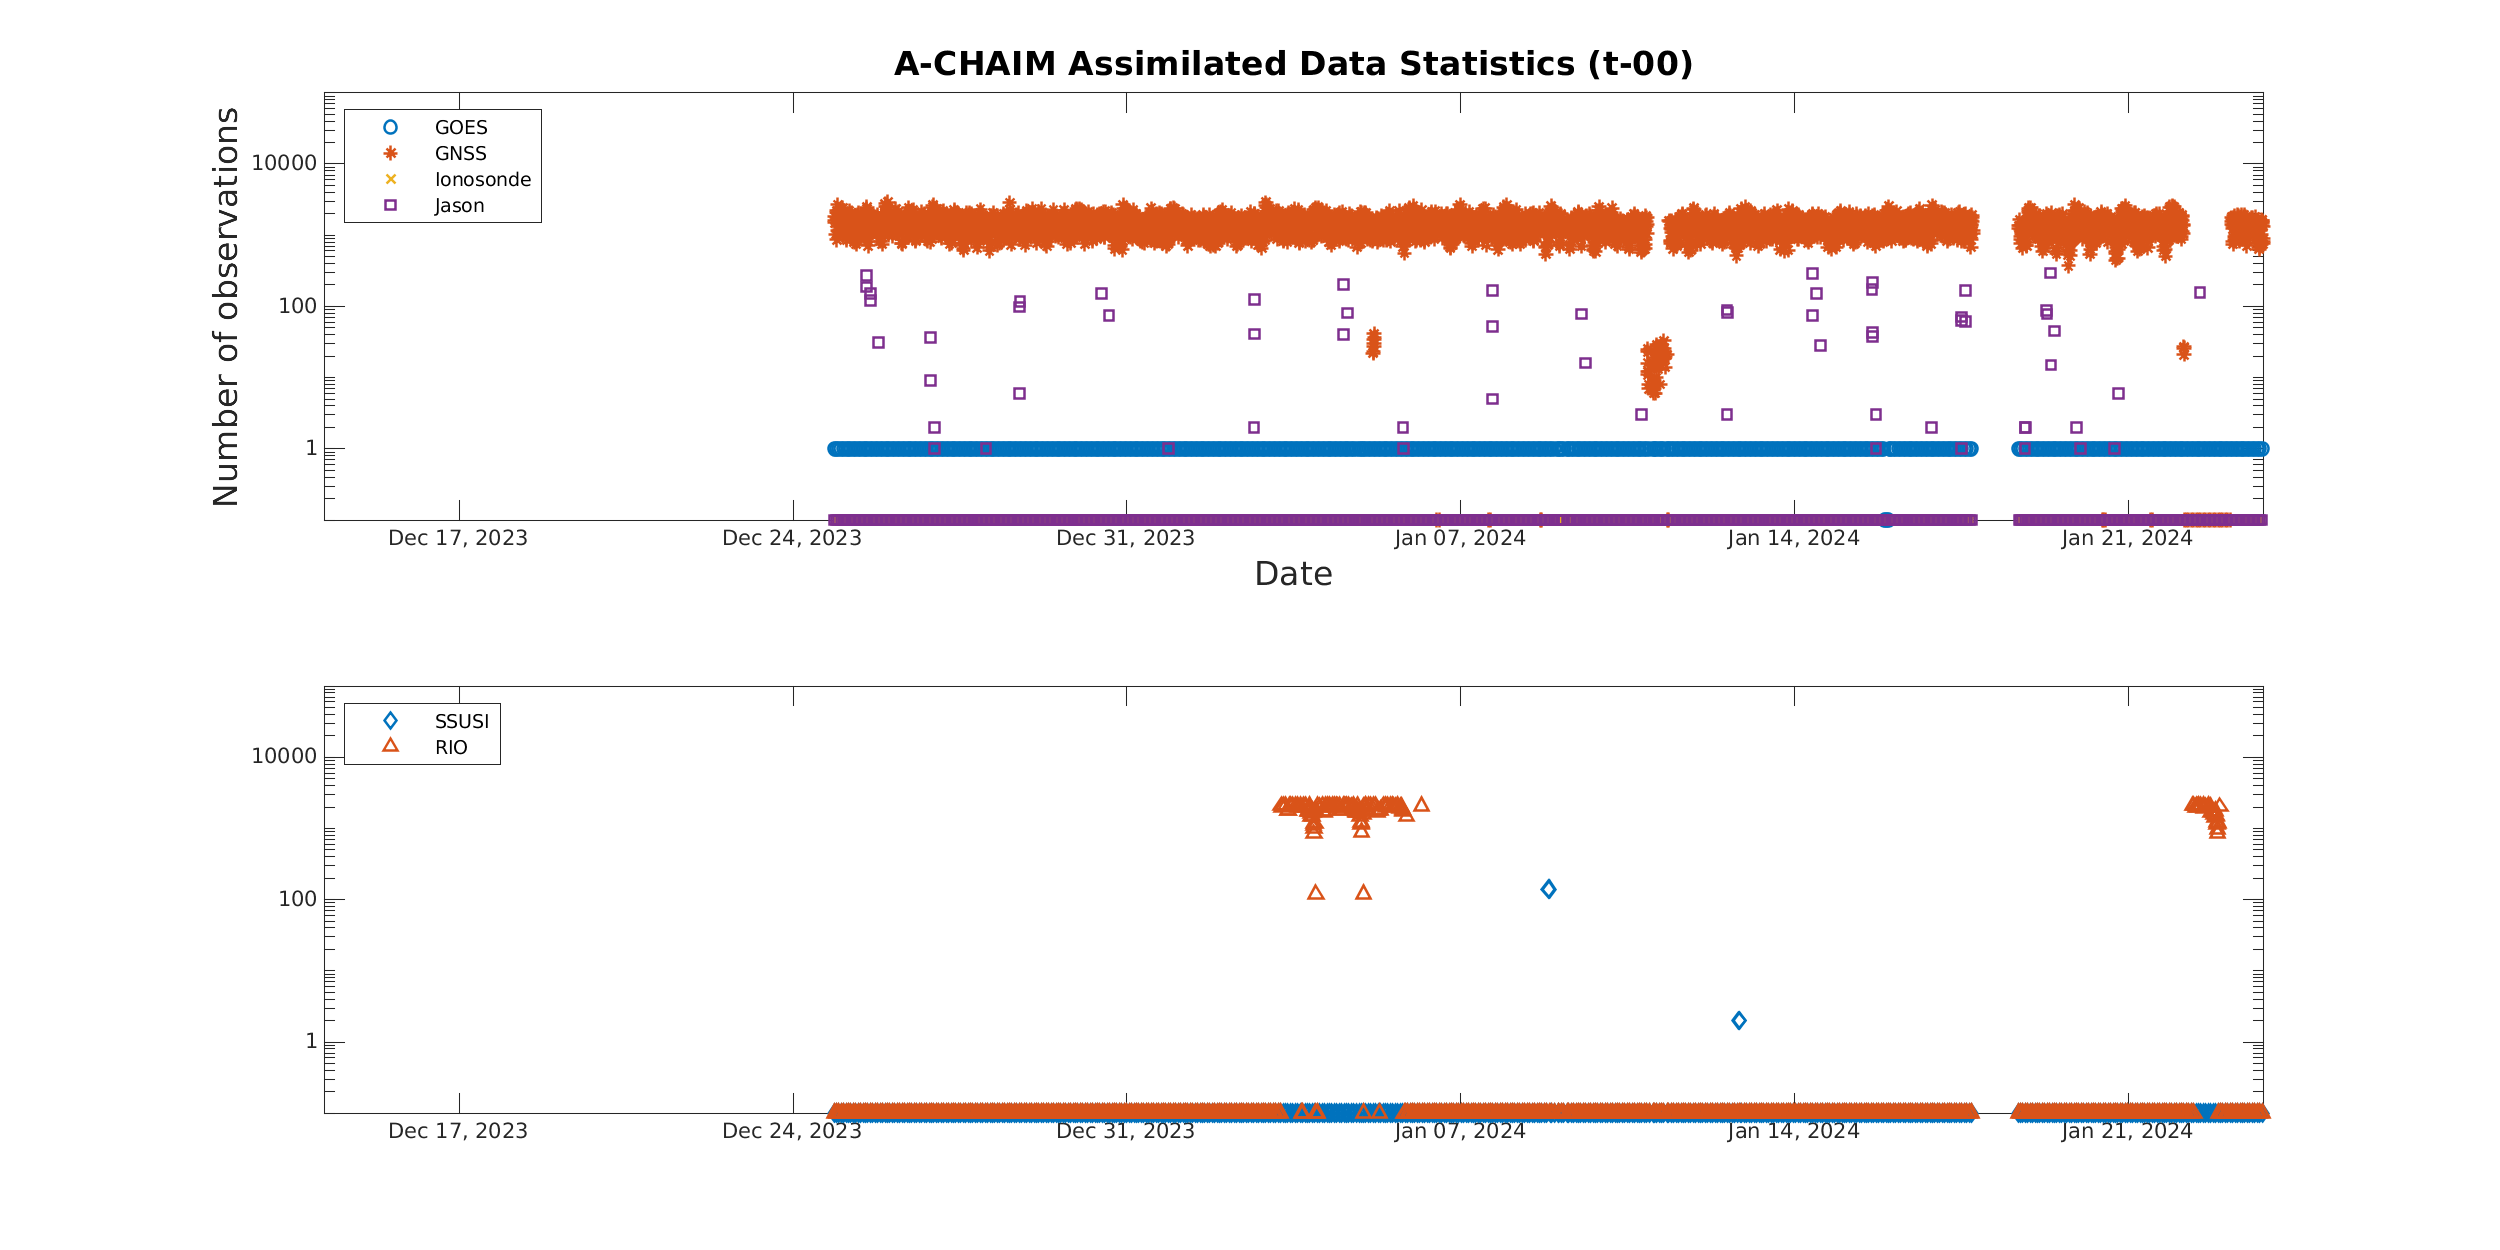 A-CHAIM Assimilated Data Statistics (t-00)
Number of observations
10000
100
1
GOES
GNSS
Ionosonde
Jason
Dec 17, 2023
Dec 24, 2023
Dec 31, 2023
Jan 07, 2024
Jan 14, 2024
Jan 21, 2024
Date
10000
100
1
SSUSI
RIO
Dec 17, 2023
Dec 24, 2023
Dec 31, 2023
Jan 07, 2024
Jan 14, 2024
Jan 21, 2024